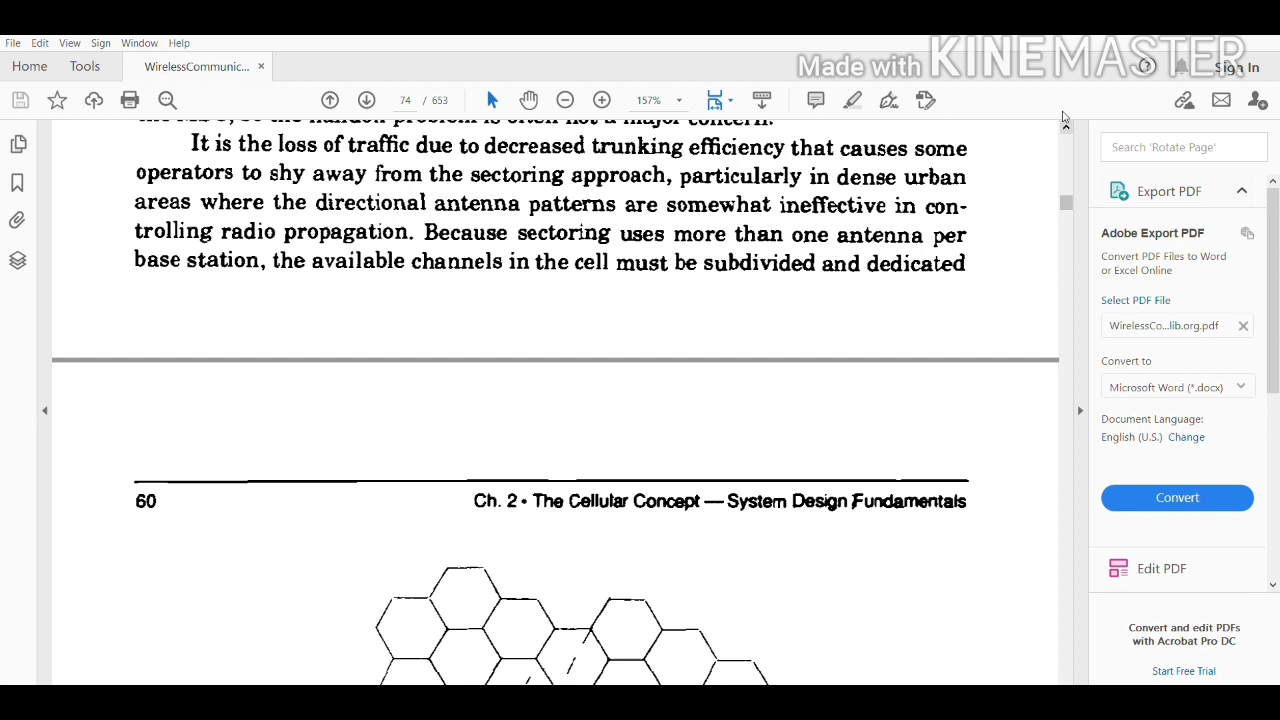 File Edit View Sign Window Help
Made with KINEMASTER
Home Tools WirelessCommunic... × Sign In
74 / 653 157%
It is the loss of traffic due to decreased trunking efficiency that causes some
operators to shy away from the sectoring approach, particularly in dense urban
areas where the directional antenna patterns are somewhat ineffective in con-
trolling radio propagation. Because sectoring uses more than one antenna per
base station, the available channels in the cell must be subdivided and dedicated
60 Ch. 2 • The Cellular Concept — System Design Fundamentals
Search 'Rotate Page'
Export PDF
Adobe Export PDF
Convert PDF Files to Word
or Excel Online
Select PDF File
WirelessCo...lib.org.pdf
Convert to
Microsoft Word (*.docx)
Document Language:
English (U.S.) Change
Convert
Edit PDF
Convert and edit PDFs
with Acrobat Pro DC
Start Free Trial